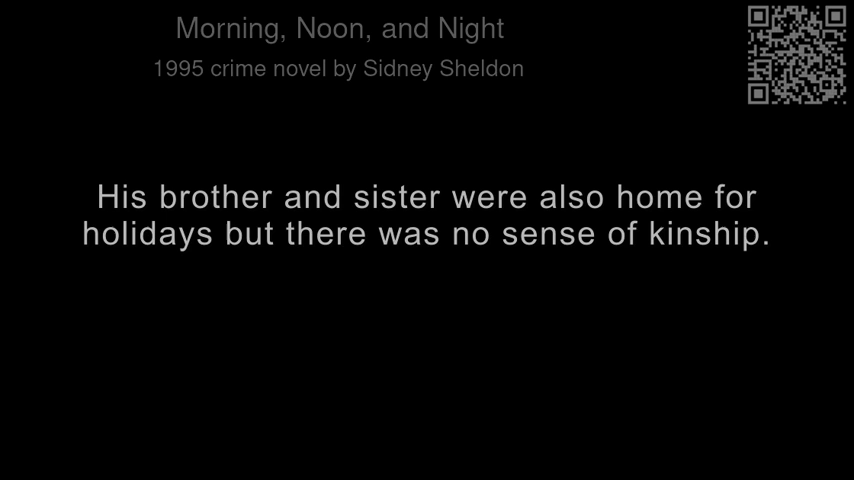 Morning, Noon, and Night
1995 crime novel by Sidney Sheldon
His brother and sister were also home for
holidays but there was no sense of kinship.